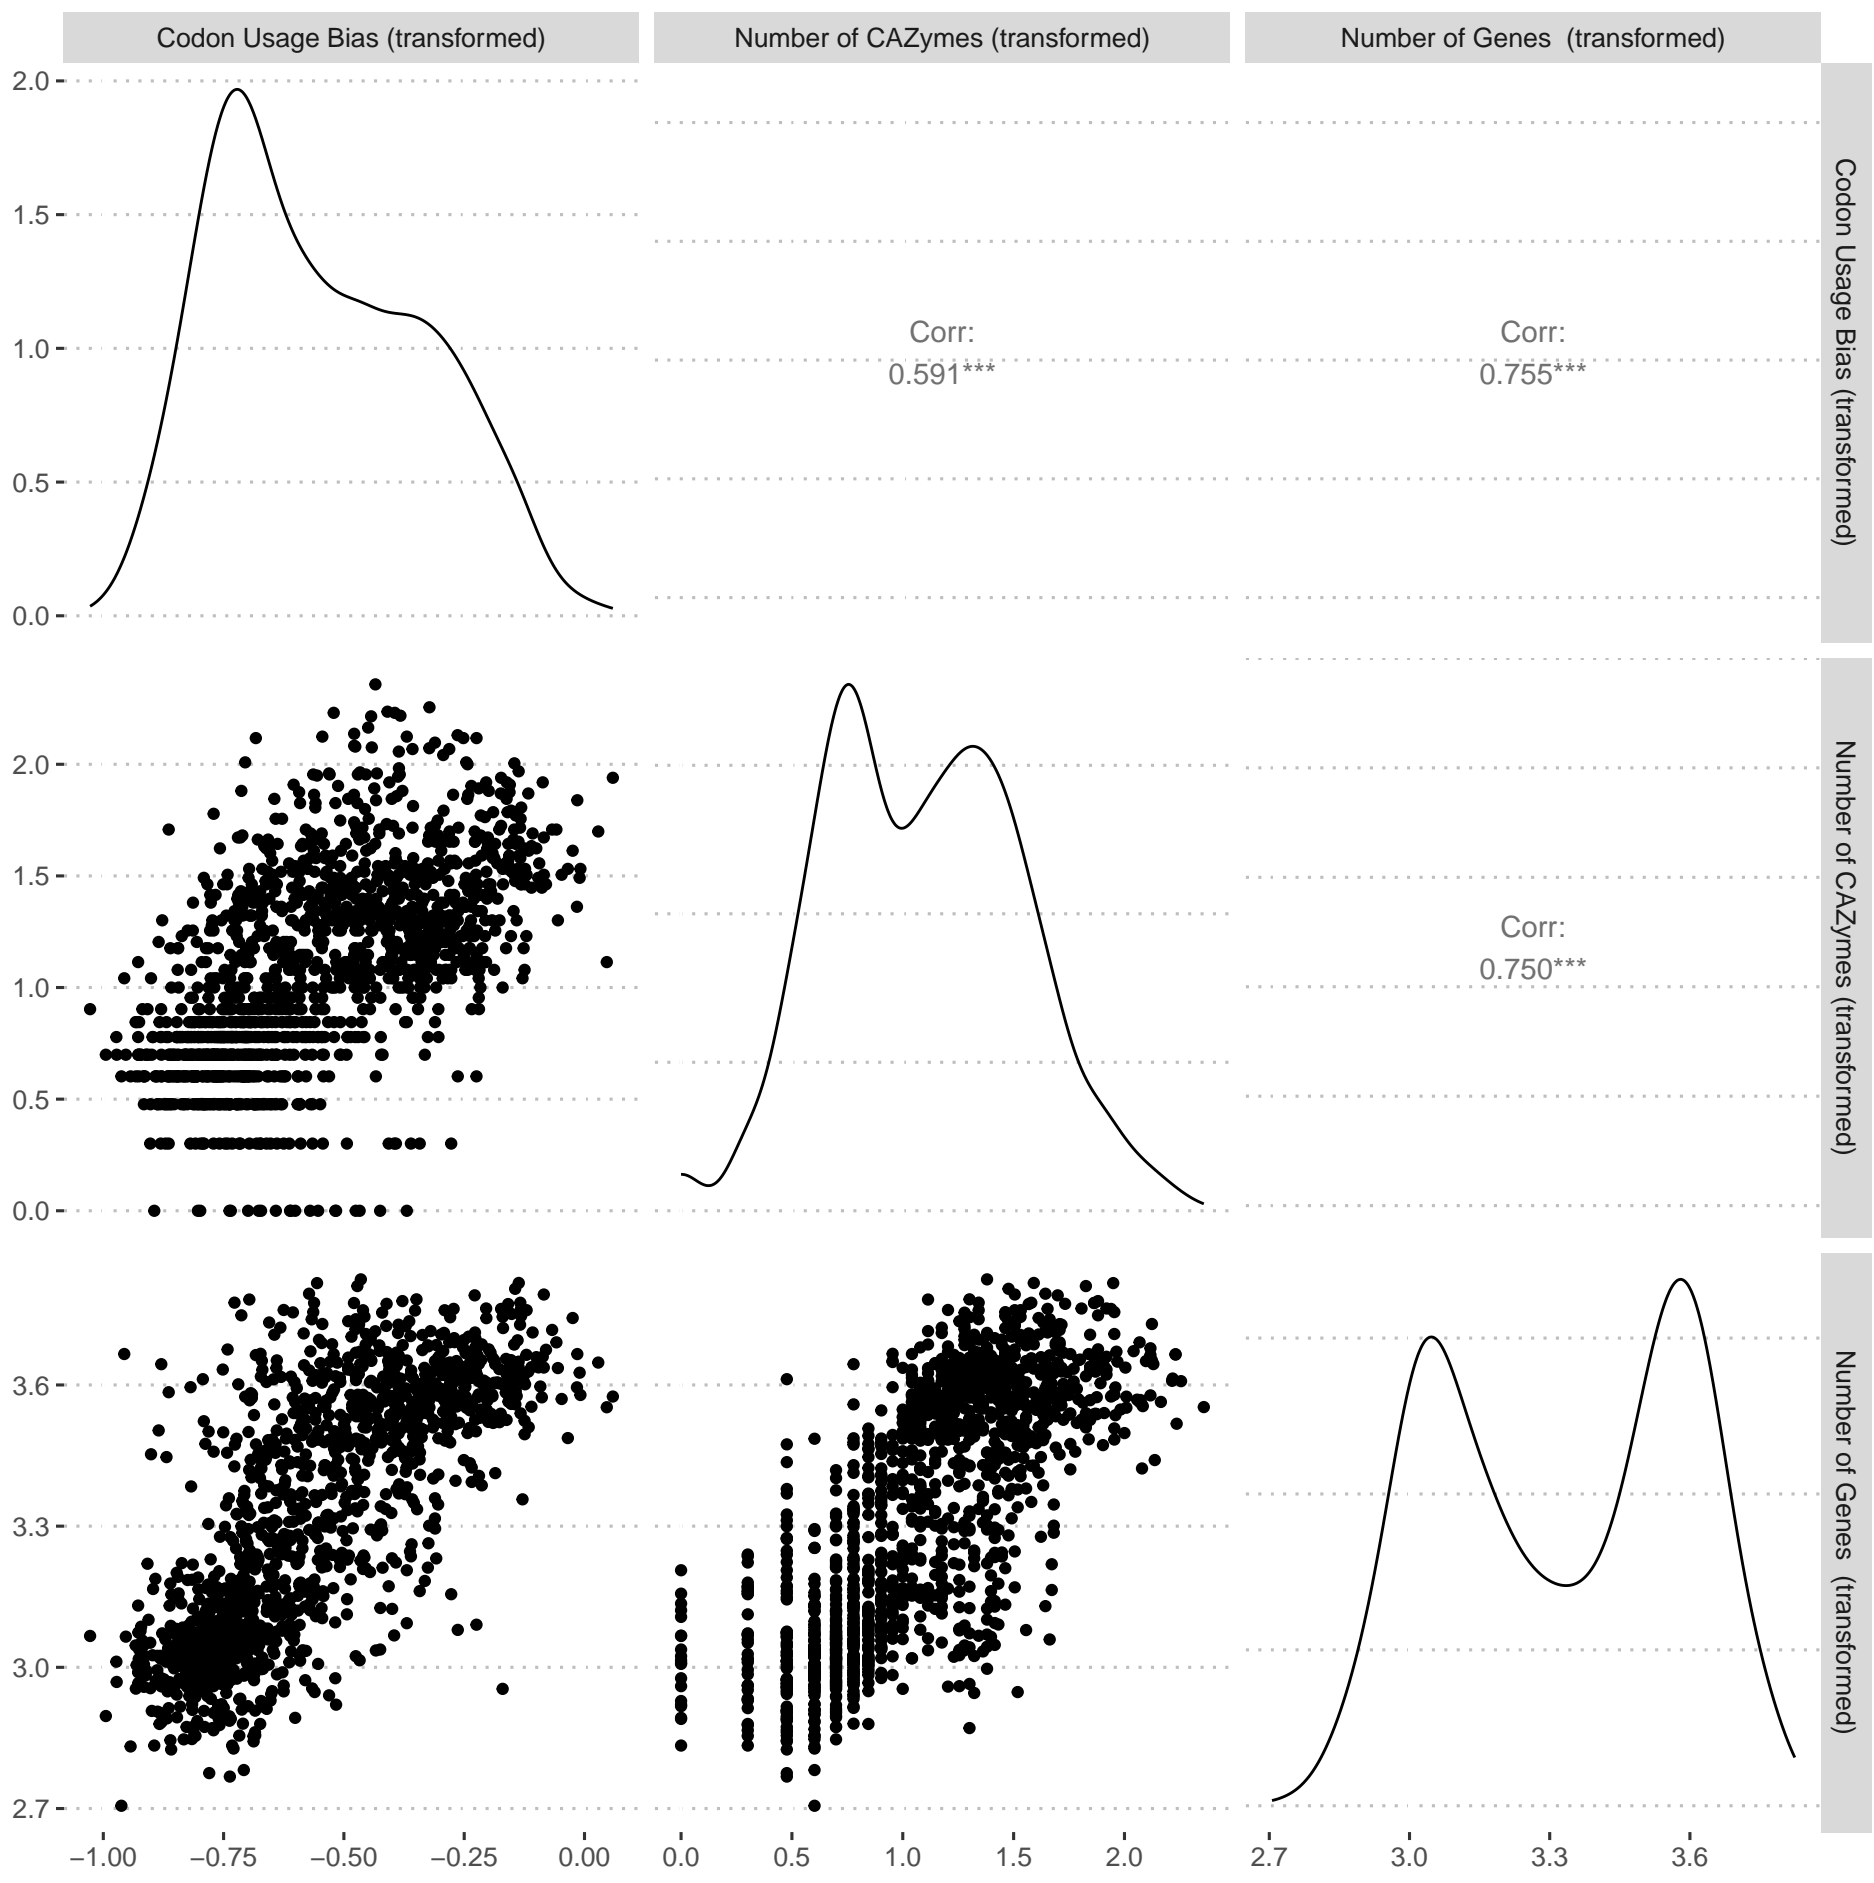 Codon Usage Bias (transformed)
Number of CAZymes (transformed)
Number of Genes  (transformed)
2.0
1.5
1.0
0.5
0.0
Corr:
0.591***
Corr:
0.755***
Codon Usage Bias (transformed)
2.0
1.5
1.0
0.5
0.0
Corr:
0.750***
Number of CAZymes (transformed)
3.6
3.3
3.0
2.7
Number of Genes  (transformed)
−1.00 −0.75 −0.50 −0.25 0.00
0.0 0.5 1.0 1.5 2.0
2.7 3.0 3.3 3.6